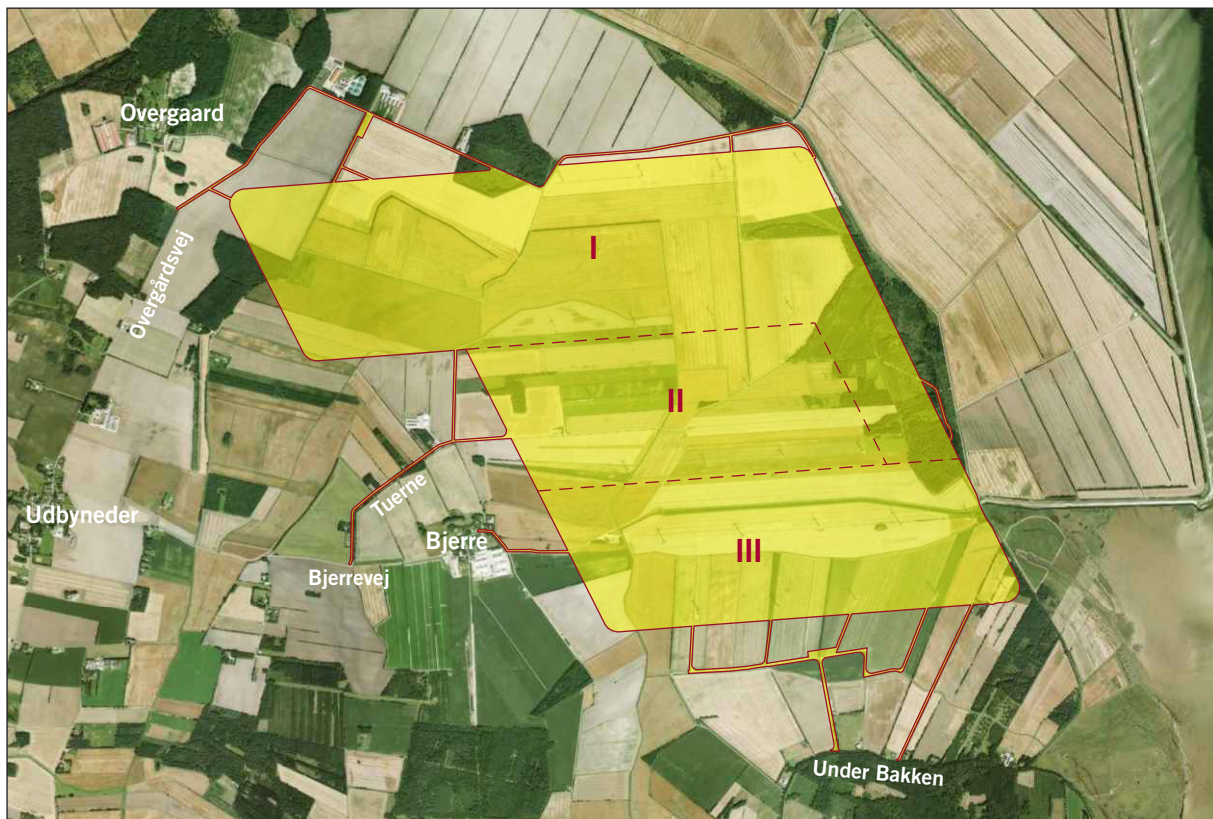 Overgaard
I
Overgårdsvej
II
Tuerne
Udbyneder
Bjerre
III
Bjerrevej
Under Bakken